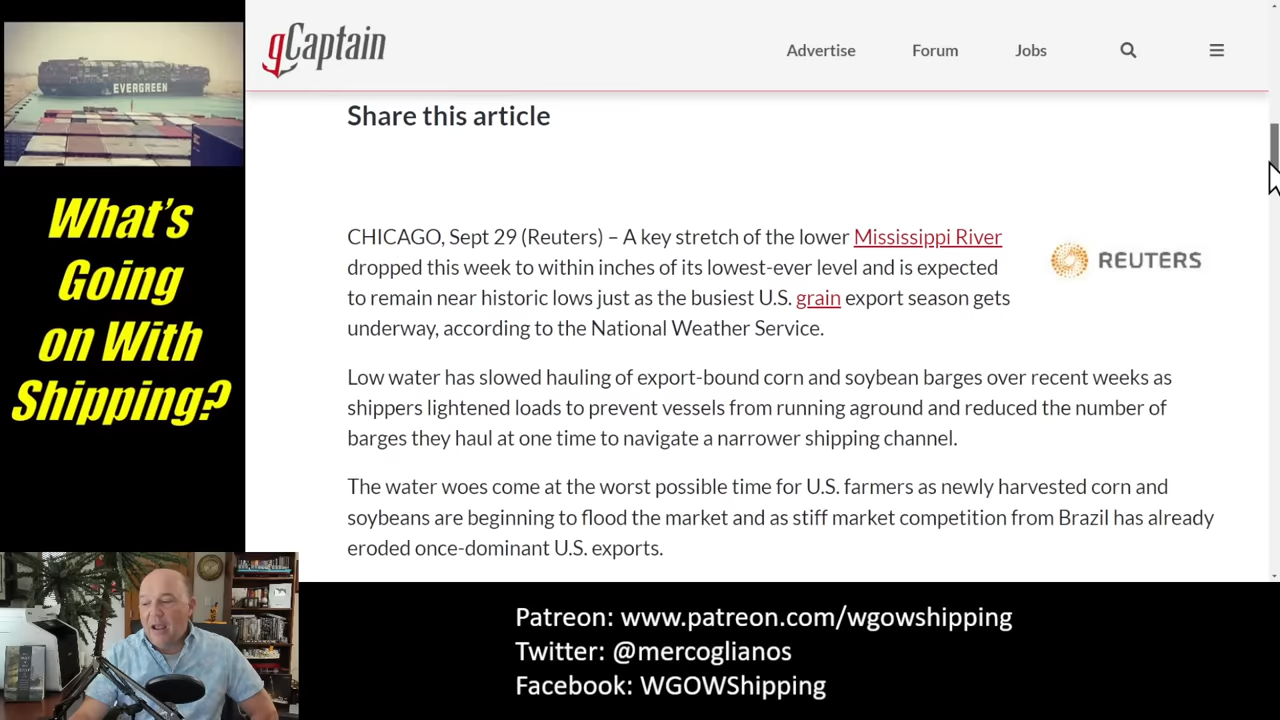 gCaptain
Advertise
Forum
Jobs
EVERGREEN
What's
Going
on With
Shipping?
Share this article
CHICAGO, Sept 29 (Reuters) – A key stretch of the lower Mississippi River
dropped this week to within inches of its lowest-ever level and is expected
to remain near historic lows just as the busiest U.S. grain export season gets
underway, according to the National Weather Service.
REUTERS
Low water has slowed hauling of export-bound corn and soybean barges over recent weeks as
shippers lightened loads to prevent vessels from running aground and reduced the number of
barges they haul at one time to navigate a narrower shipping channel.
The water woes come at the worst possible time for U.S. farmers as newly harvested corn and
soybeans are beginning to flood the market and as stiff market competition from Brazil has already
eroded once-dominant U.S. exports.
Patreon: www.patreon.com/wgowshipping
Twitter: @mercoglianos
Facebook: WGOWShipping